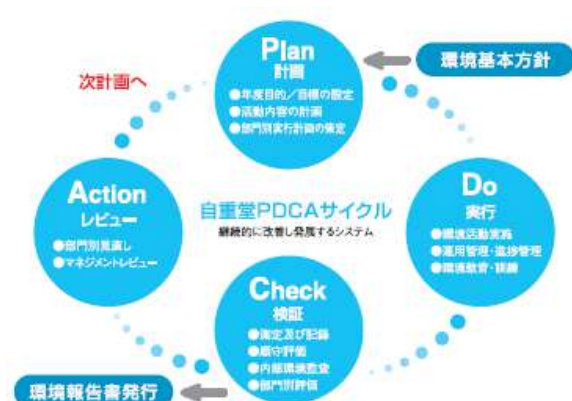 Plan
計画
●年度目的／目標の設定
●活動内容の計画
●部門別実行計画の策定
環境基本方針
次計画へ
Action
レビュー
●部門別見直し
●マネジメントレビュー
自重堂PDCAサイクル
継続的に改善し発展するシステム
Do
実行
●環境活動実施
●運用管理・進捗管理
●環境教育・訓練
Check
検証
●測定及び記録
●順守評価
●内部環境監査
●部門別評価
環境報告書発行